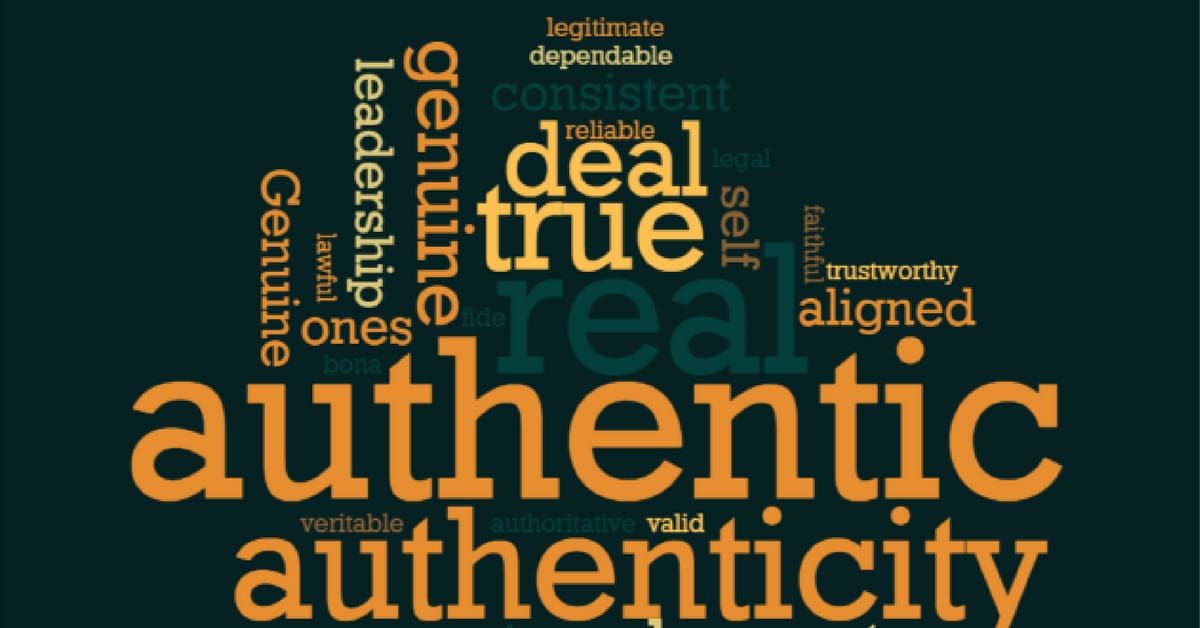 legitimate
dependable
consistent
reliable
deal
legal
true
self
real
genuine
leadership
Genuine
lawful
ones
fide
bona
faithful
trustworthy
aligned
authentic
veritable
authoritative
valid
authenticity